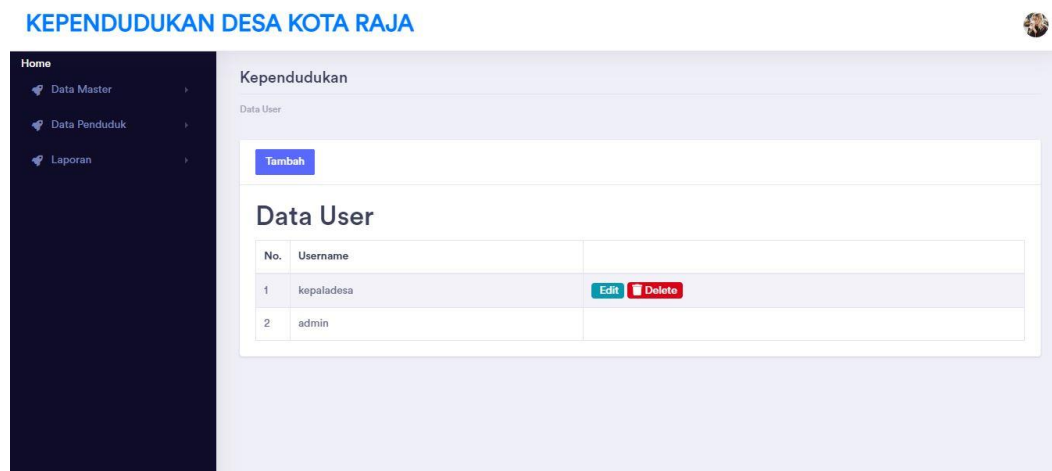 KEPENDUDUKAN DESA KOTA RAJA
Home
Data Master
Data Penduduk
Laporan
Kependudukan
Data User
Tambah
Data User
No. Username
1 kepaladesa Edit Delete
2 admin